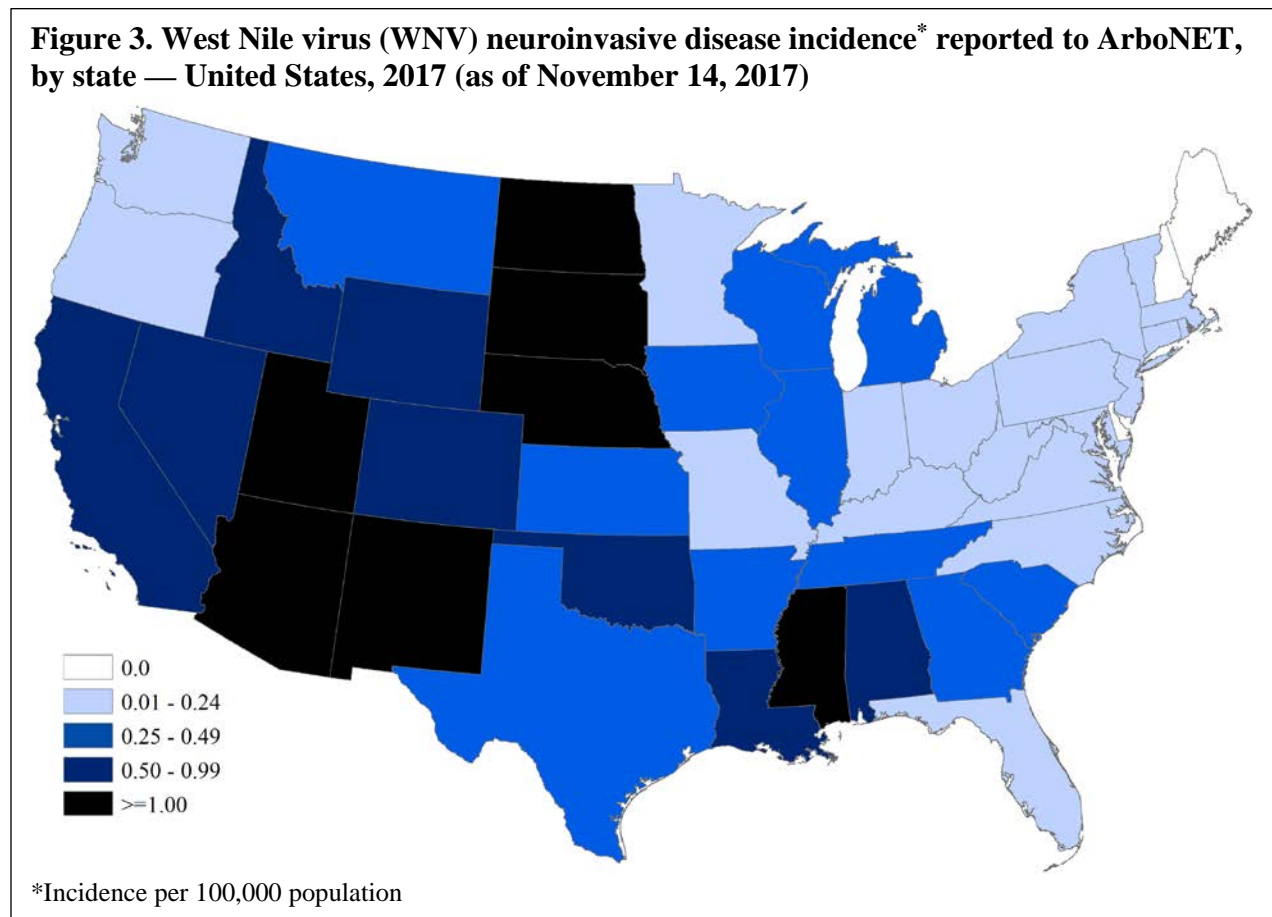 Figure 3. West Nile virus (WNV) neuroinvasive disease incidence* reported to ArboNET,
by state — United States, 2017 (as of November 14, 2017)
0.0
0.01 - 0.24
0.25 - 0.49
0.50 - 0.99
>=1.00
*Incidence per 100,000 population